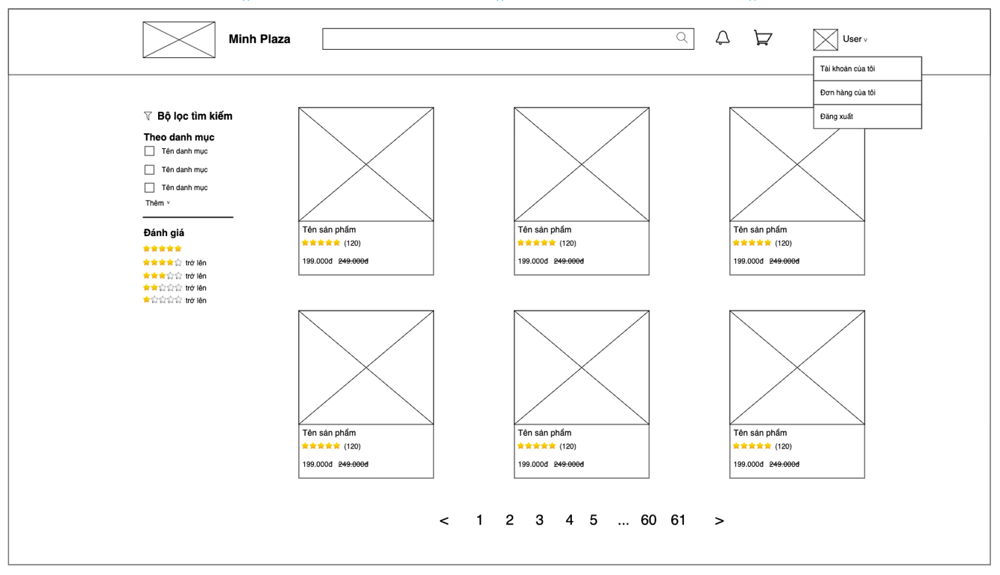 Minh Plaza
User v
Tài khoản của tôi
Đơn hàng của tôi
Đăng xuất
Bộ lọc tìm kiếm
Theo danh mục
Tên danh mục
Tên danh mục
Tên danh mục
Thêm v
Đánh giá
trở lên
trở lên
trở lên
trở lên
Tên sản phẩm
(120)
199.000đ 249.000đ
Tên sản phẩm
(120)
199.000đ 249.000đ
Tên sản phẩm
(120)
199.000đ 249.000đ
Tên sản phẩm
(120)
199.000đ 249.000đ
Tên sản phẩm
(120)
199.000đ 249.000đ
Tên sản phẩm
(120)
199.000đ 249.000đ
< 1 2 3 4 5 ... 60 61 >